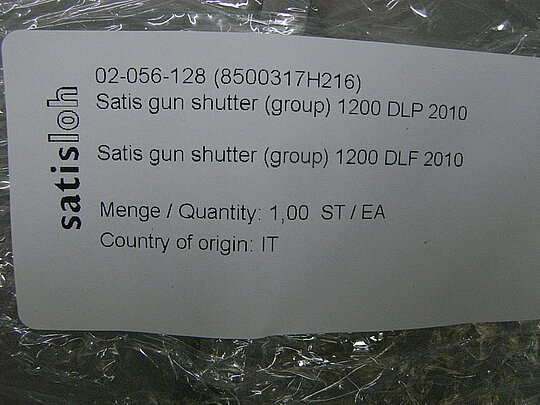 satisloh
02-056-128 (8500317H216)
Satis gun shutter (group) 1200 DLP 2010
Satis gun shutter (group) 1200 DLF 2010
Menge / Quantity: 1,00 ST / EA
Country of origin: IT